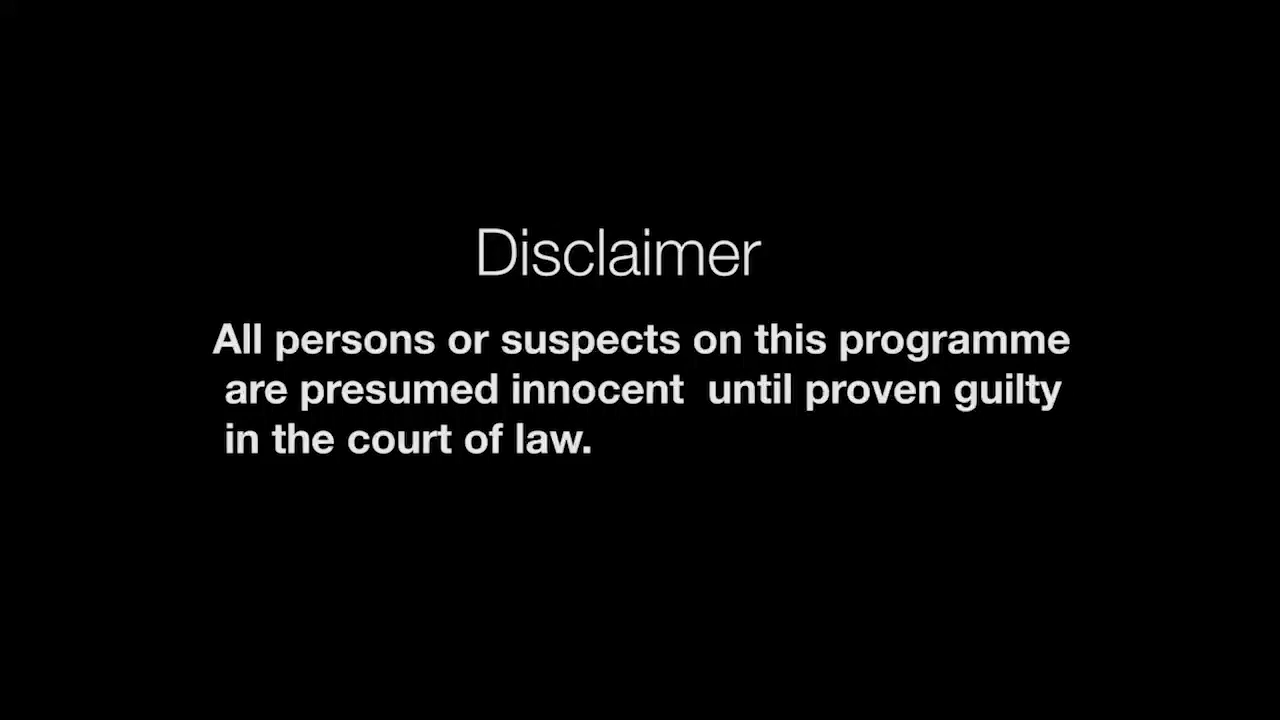 Disclaimer
All persons or suspects on this programme
are presumed innocent  until proven guilty
in the court of law.